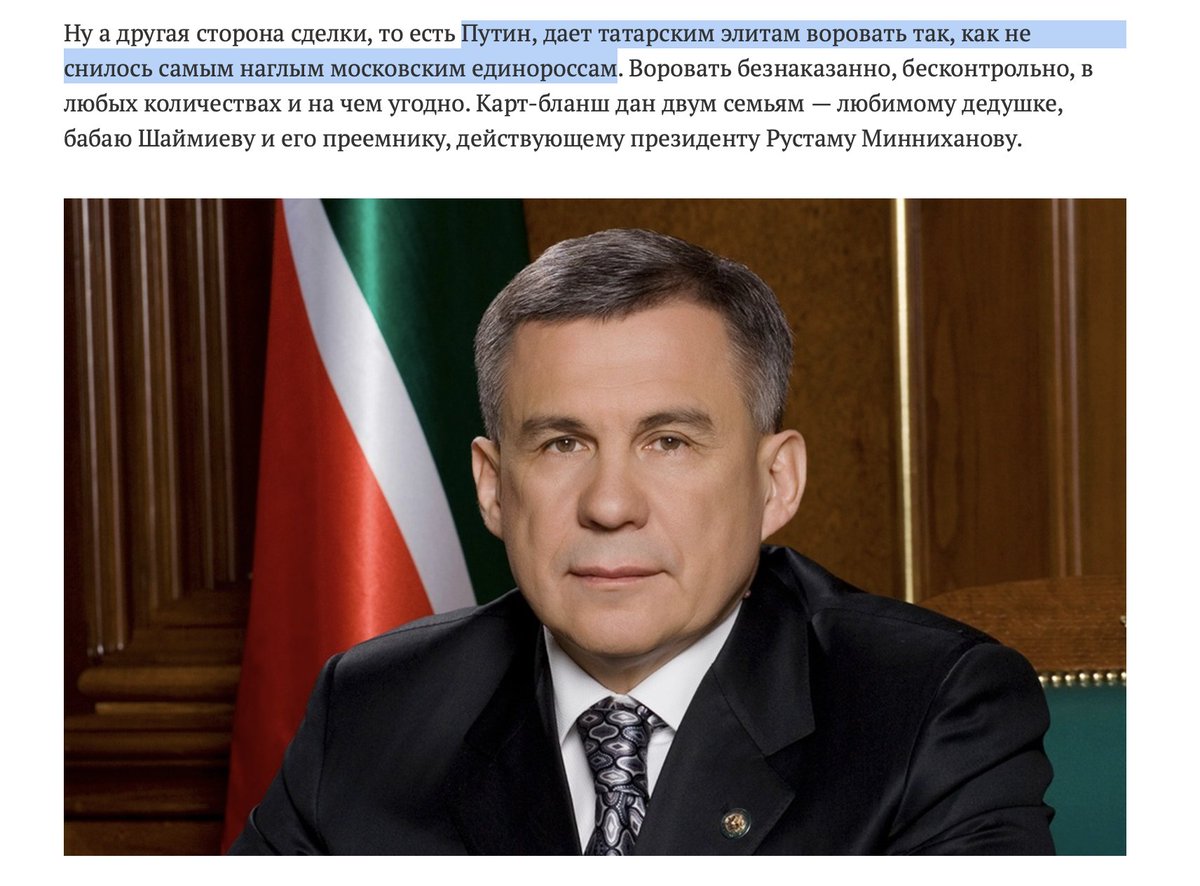 Ну а другая сторона сделки, то есть Путин, дает татарским элитам воровать так, как не
снилось самым наглым московским единороссам. Воровать безнаказанно, бесконтрольно, в
любых количествах и на чем угодно. Карт-бланш дан двум семьям — любимому дедушке,
бабаю Шаймиеву и его преемнику, действующему президенту Рустаму Минниханову.